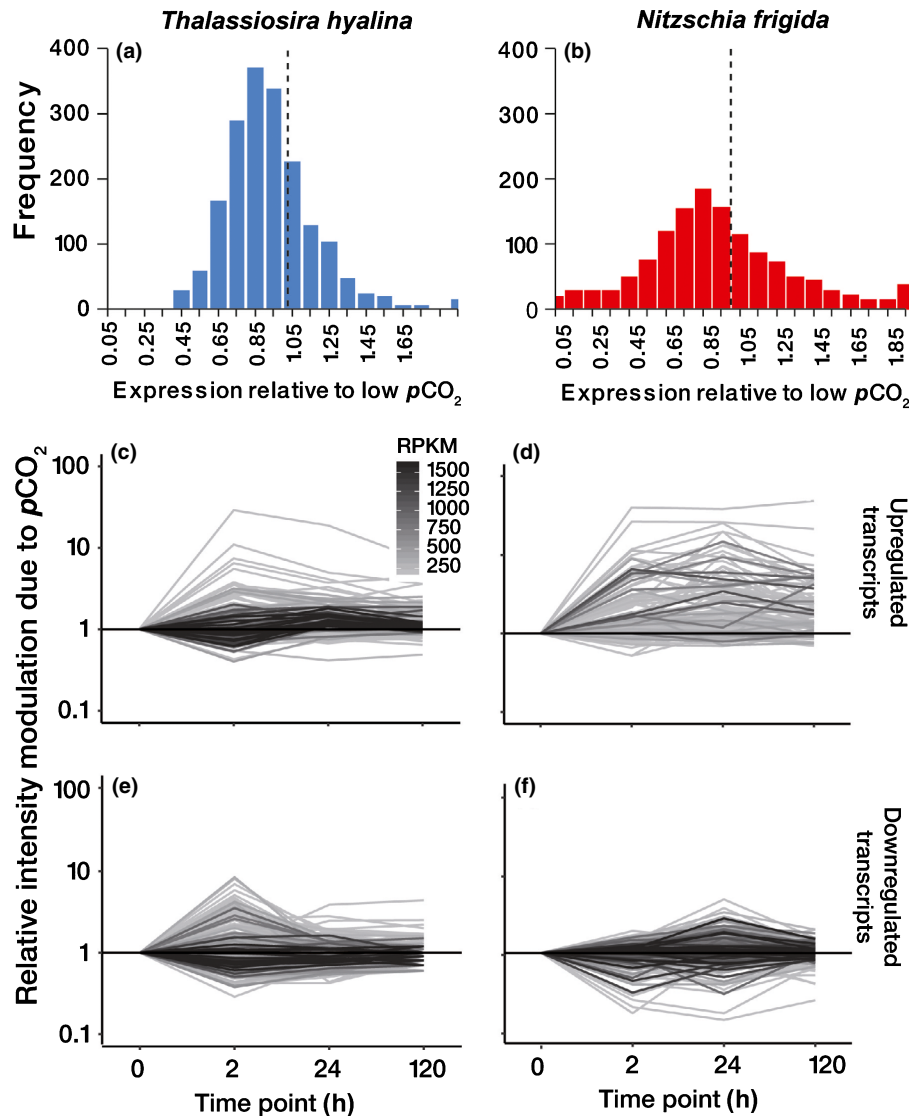 Thalassiosira hyalina
Nitzschia frigida
(a)
400
300
200
100
0
Frequency
0.05
0.25
0.45
0.65
0.85
1.05
1.25
1.45
1.65
Expression relative to low pCO2
(b)
400
300
200
100
0
0.05
0.25
0.45
0.65
0.85
1.05
1.25
1.45
1.65
1.85
Expression relative to low pCO2
Relative intensity modulation due to pCO2
(c)
100
10
1
0.1
RPKM
1500
1250
1000
750
500
250
(d)
Upregulated
transcripts
(e)
100
10
1
0.1
0
2
24
120
Time point (h)
(f)
0
2
24
120
Time point (h)
Downregulated
transcripts